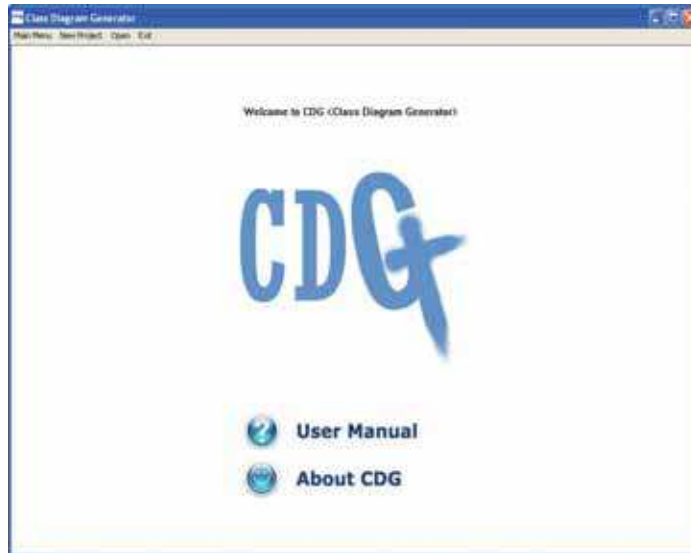 Class Diagram Generator
Main Menu New Project Open Exit
Welcome to CDG <Class Diagram Generator>
CDG
User Manual
About CDG